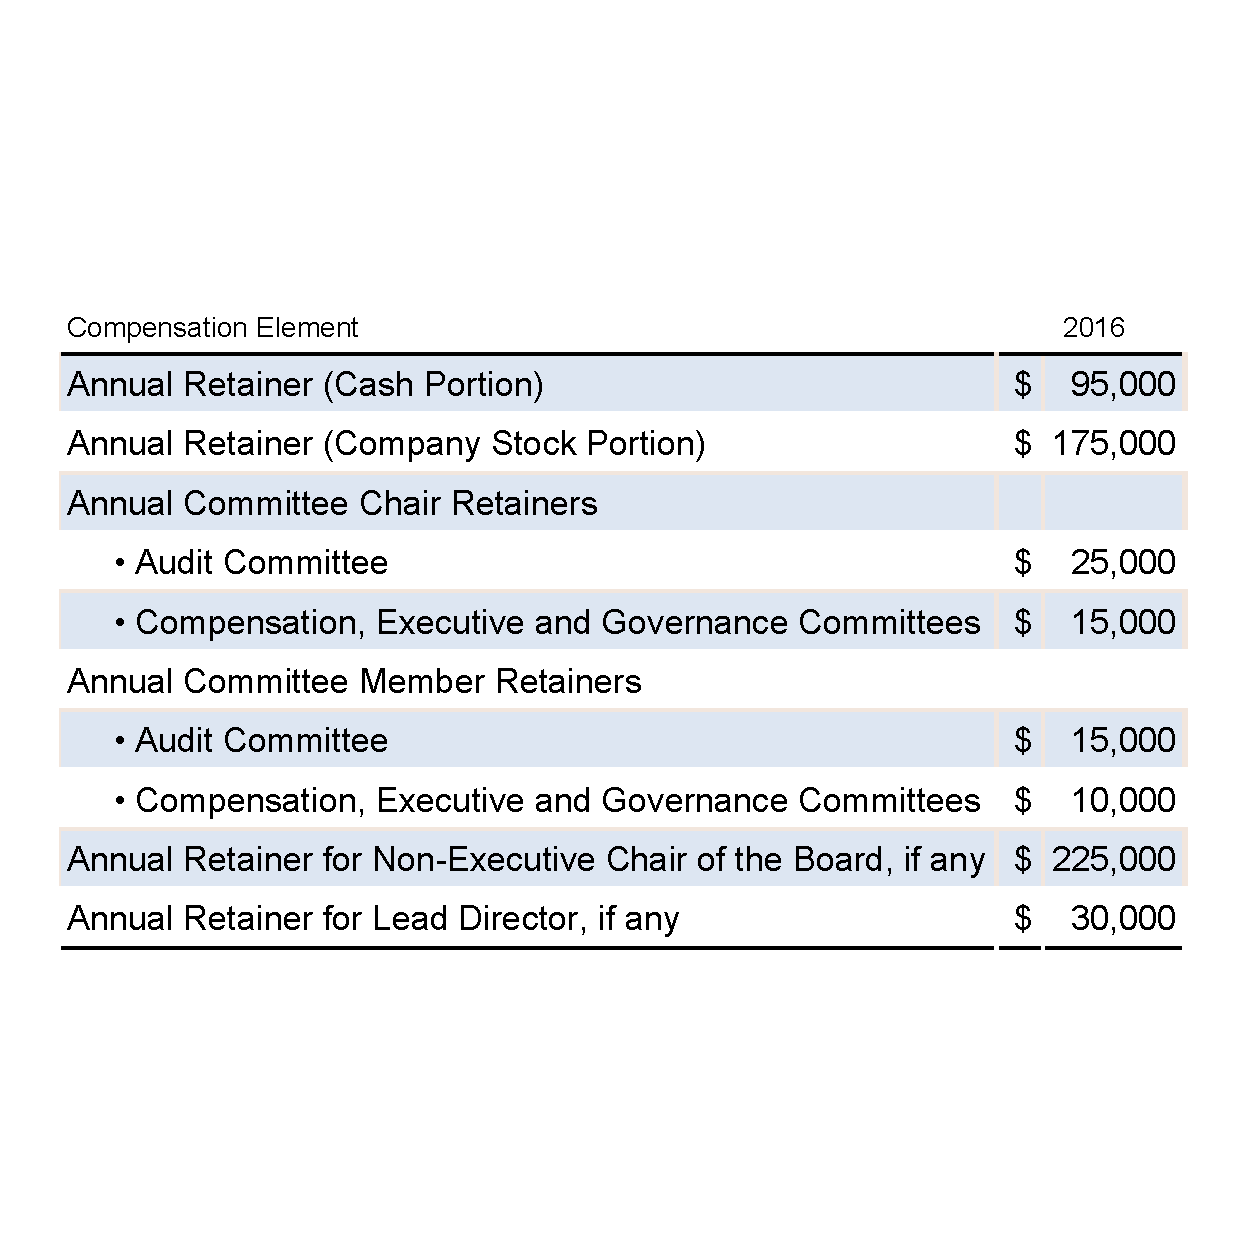 Compensation Element 2016
Annual Retainer (Cash Portion) $ 95,000
Annual Retainer (Company Stock Portion) $ 175,000
Annual Committee Chair Retainers
• Audit Committee $ 25,000
• Compensation, Executive and Governance Committees $ 15,000
Annual Committee Member Retainers
• Audit Committee $ 15,000
• Compensation, Executive and Governance Committees $ 10,000
Annual Retainer for Non-Executive Chair of the Board, if any $ 225,000
Annual Retainer for Lead Director, if any $ 30,000